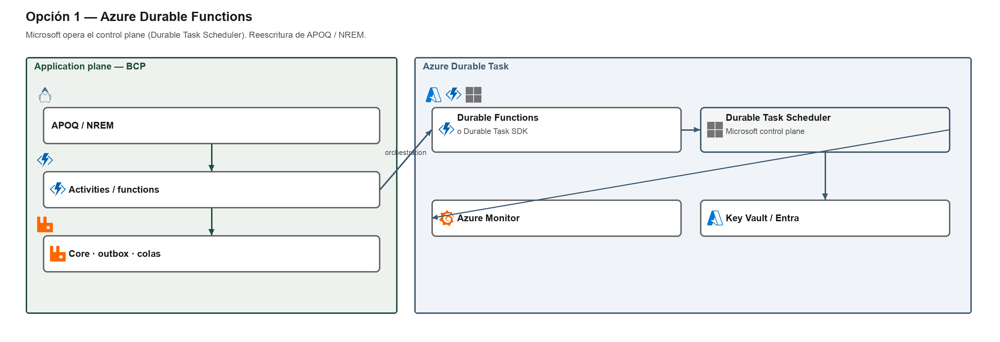 Opción 1 — Azure Durable Functions
Microsoft opera el control plane (Durable Task Scheduler). Reescritura de APOQ / NREM.
Application plane — BCP
APOQ / NREM
Activities / functions
Core · outbox · colas
orchestration
Azure Durable Task
Durable Functions
o Durable Task SDK
Durable Task Scheduler
Microsoft control plane
Azure Monitor
Key Vault / Entra